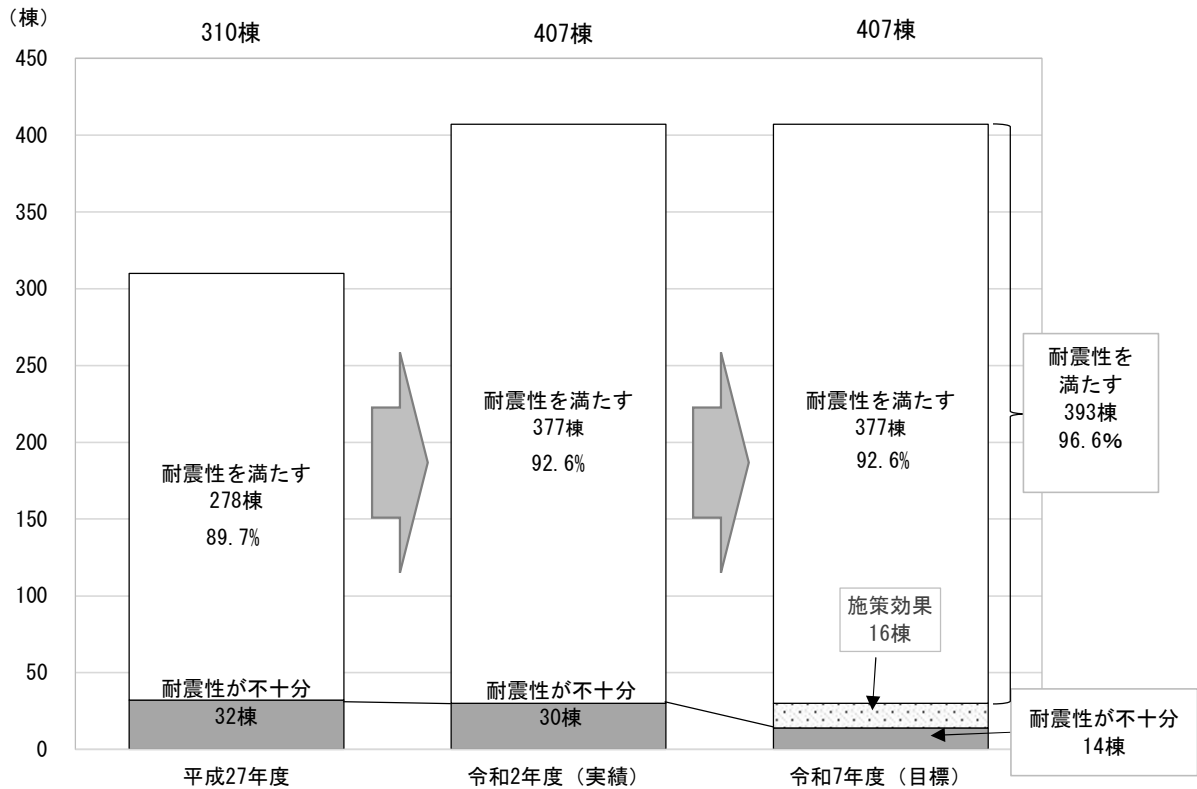 （棟）
310棟
407棟
407棟
450
400
350
300
250
200
150
100
50
0
耐震性を満たす
278棟
89.7%
耐震性が不十分
32棟
耐震性を満たす
377棟
92.6%
耐震性が不十分
30棟
耐震性を満たす
377棟
92.6%
施策効果
16棟
耐震性を
満たす
393棟
96.6%
耐震性が不十分
14棟
平成27年度
令和2年度（実績）
令和7年度（目標）